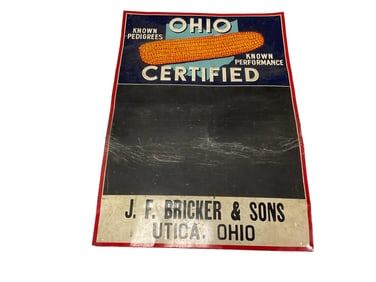 OHIO
KNOWN
PEDIGREES
KNOWN
PERFORMANCE
CERTIFIED
J. F. BRICKER & SONS
UTICA, OHIO